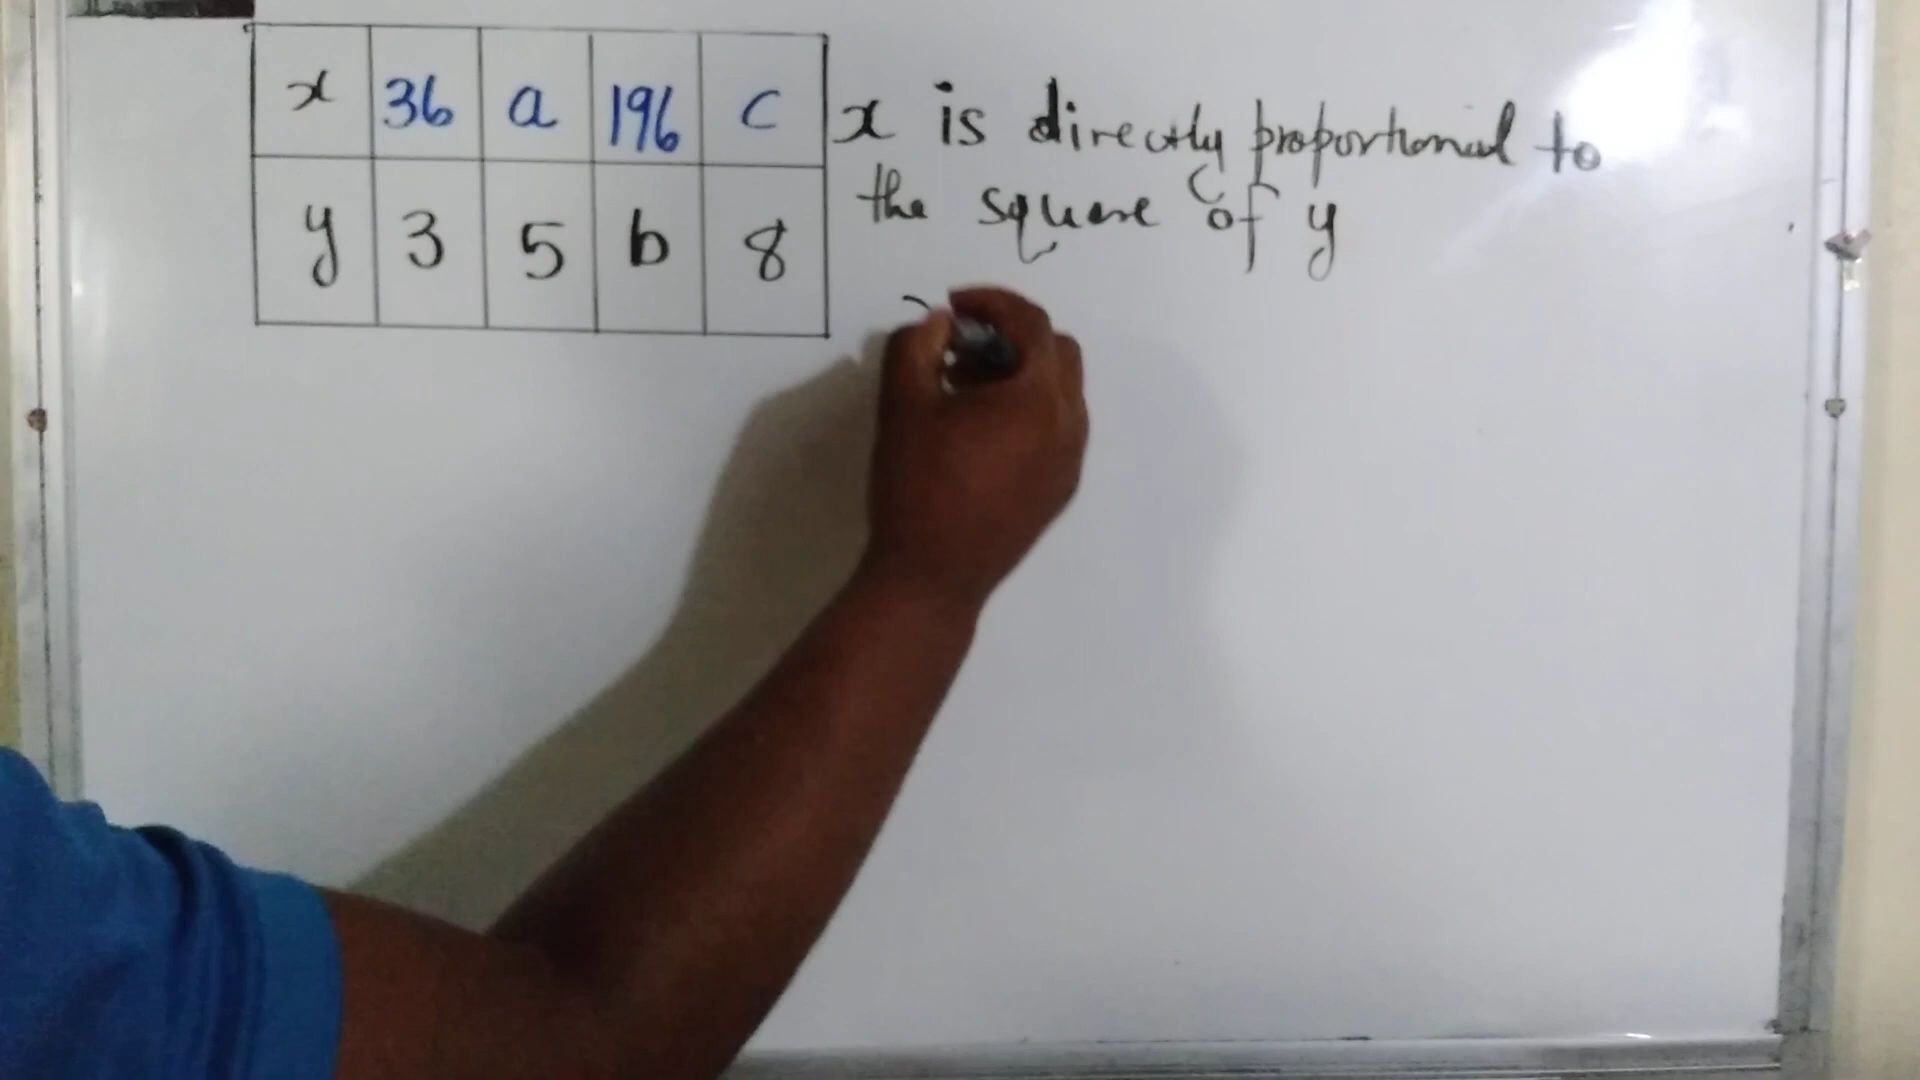 x 36 a 196 c
y 3 5 b 8
x is directly proportional to
the square of y